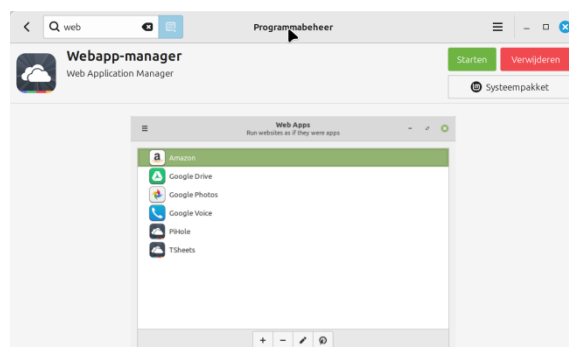 web
Programmabeheer
Webapp-manager
Web Application Manager
Starten
Verwijderen
Systeempakket
Web Apps
Run websites as if they were apps
a Amazon
Google Drive
Google Photos
Google Voice
PiHole
TSheets